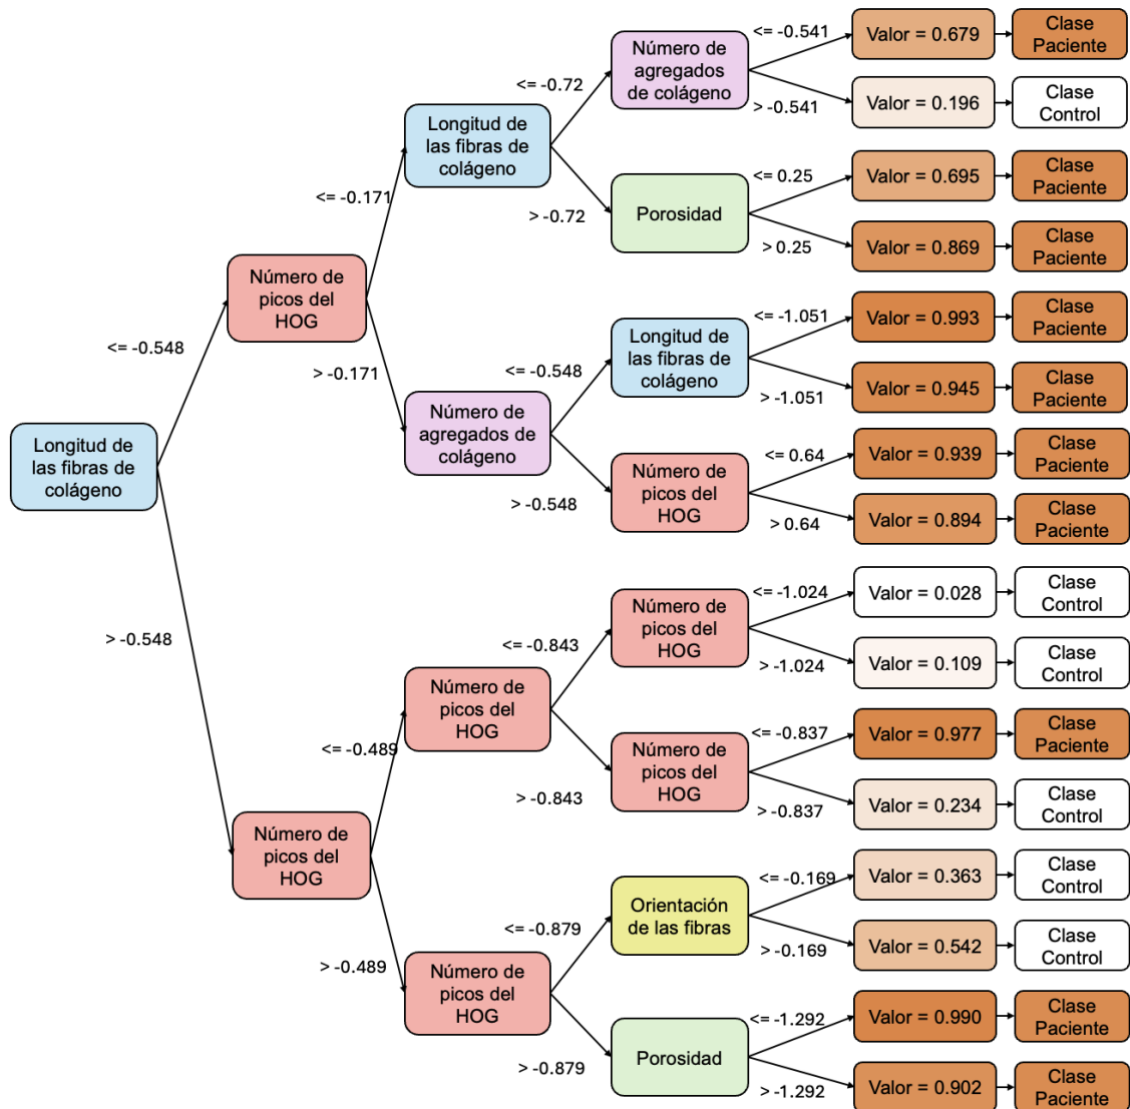 <= -0.541
Número de
agregados
de colágeno
Valor = 0.679
Clase
Paciente
<= -0.72
> -0.541
Valor = 0.196
Clase
Control
Longitud de
las fibras de
colágeno
<= -0.171
> -0.72
<= 0.25
Valor = 0.695
Clase
Paciente
Porosidad
> 0.25
Valor = 0.869
Clase
Paciente
Número de
picos del
HOG
<= -0.548
> -0.171
<= -0.548
<= -1.051
Valor = 0.993
Clase
Paciente
Longitud de
las fibras de
colágeno
> -1.051
Valor = 0.945
Clase
Paciente
Número de
agregados de
colágeno
Longitud de
las fibras de
colágeno
> -0.548
<= 0.64
Valor = 0.939
Clase
Paciente
Número de
picos del
HOG
> 0.64
Valor = 0.894
Clase
Paciente
> -0.548
<= -0.843
<= -1.024
Valor = 0.028
Clase
Control
Número de
picos del
HOG
> -1.024
Valor = 0.109
Clase
Control
Número de
picos del
HOG
<= -0.489
> -0.843
<= -0.837
Valor = 0.977
Clase
Paciente
Número de
picos del
HOG
> -0.837
Valor = 0.234
Clase
Control
Número de
picos del
HOG
> -0.489
<= -0.879
<= -0.169
Valor = 0.363
Clase
Control
Orientación
de las fibras
> -0.169
Valor = 0.542
Clase
Control
Número de
picos del
HOG
> -0.879
<= -1.292
Valor = 0.990
Clase
Paciente
Porosidad
> -1.292
Valor = 0.902
Clase
Paciente